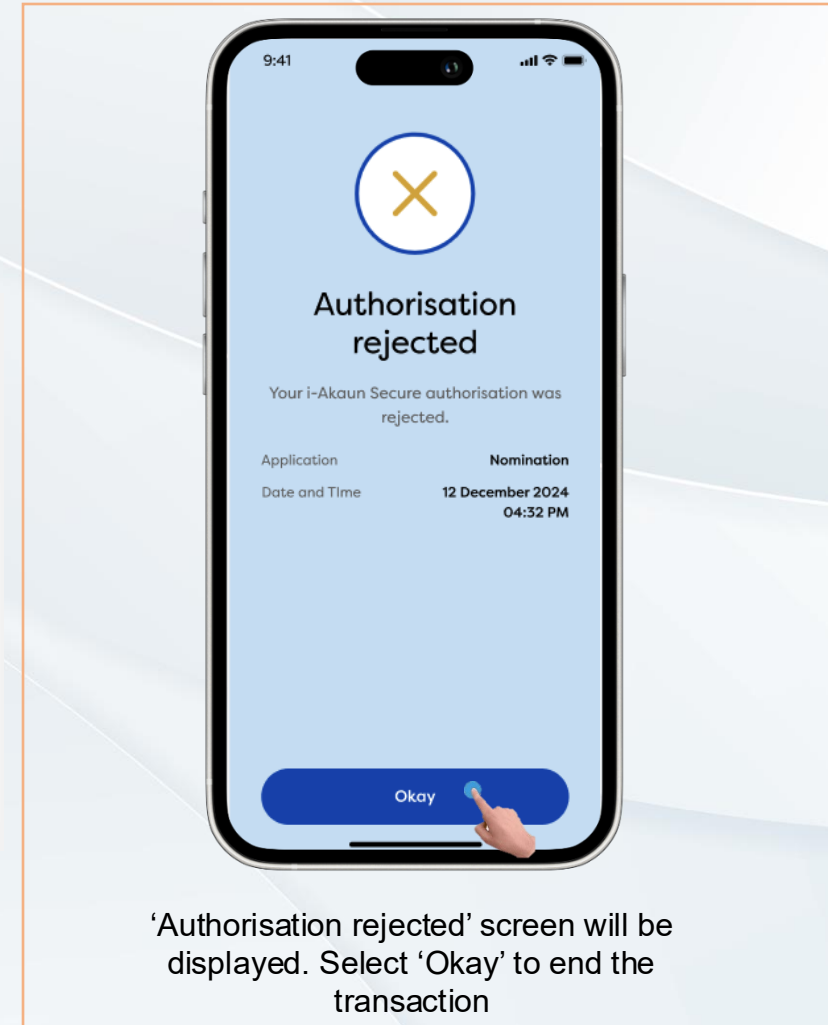 9:41
Authorisation
rejected
Your i-Akaun Secure authorisation was
rejected.
Application Nomination
Date and TIme 12 December 2024
04:32 PM
Okay
‘Authorisation rejected’ screen will be
displayed. Select ‘Okay’ to end the
transaction